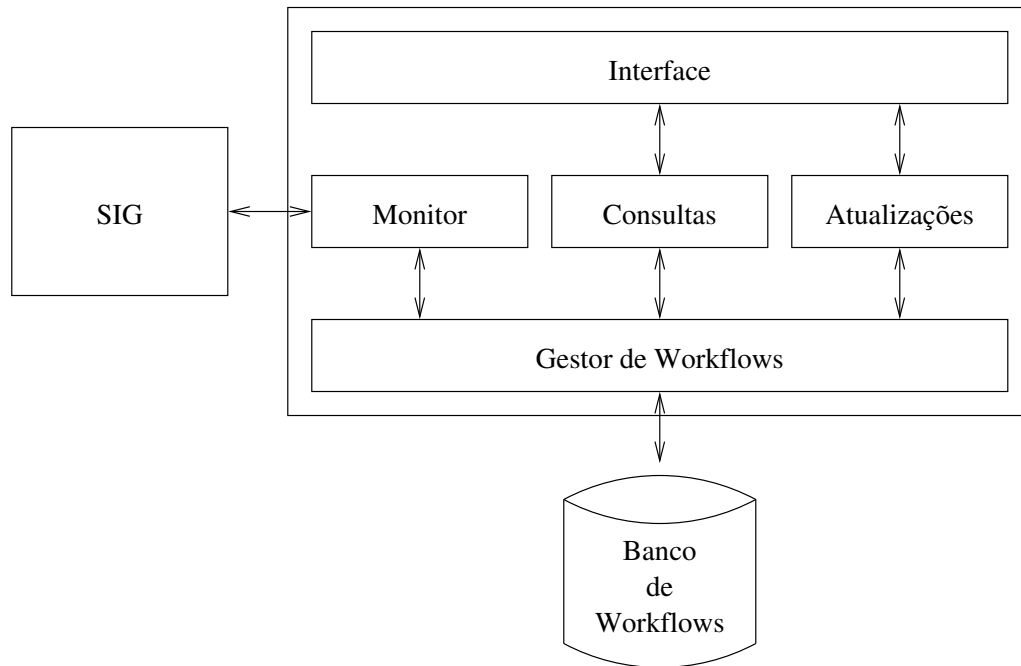 Interface
SIG
Monitor
Consultas
Atualizações
Gestor de Workflows
Banco
de
Workflows